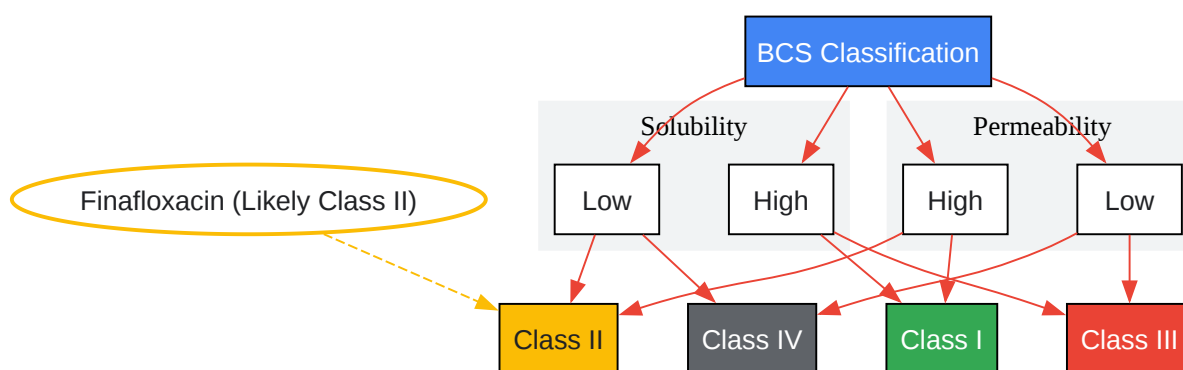 BCS Classification
Solubility
Permeability
Finafloxacin (Likely Class II)
Low
High
High
Low
Class II
Class IV
Class I
Class III